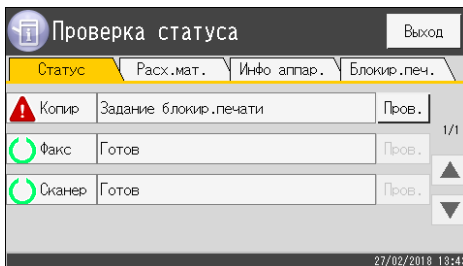 Проверка статуса
Выход
Статус Расх.мат. Инфо аппар. Блокир.печ.
Копир Задание блокир.печати Пров.
1/1
Факс Готов Пров.
Сканер Готов Пров.
27/02/2018 13:4